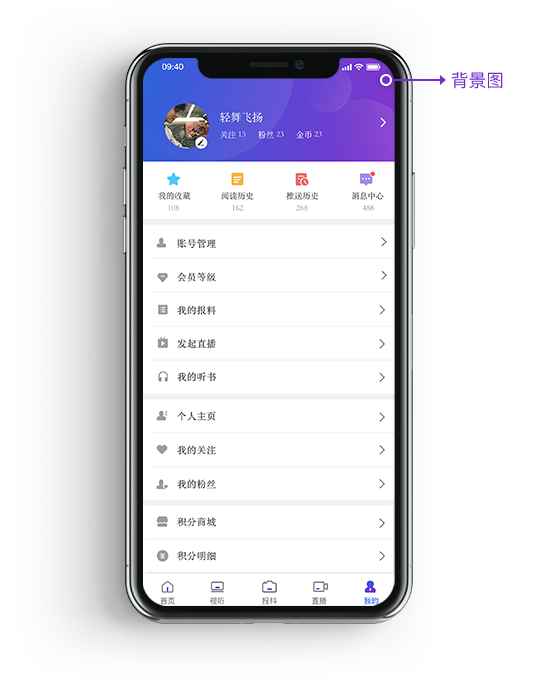 09:40
背景图
轻舞飞扬
关注 13 粉丝 23 金币 23
我的收藏 阅读历史 推送历史 消息中心
108 162 288 488
账号管理
会员等级
我的报料
发起直播
我的听书
个人主页
我的关注
我的粉丝
积分商城
积分明细
首页 视听 报料 直播 我的